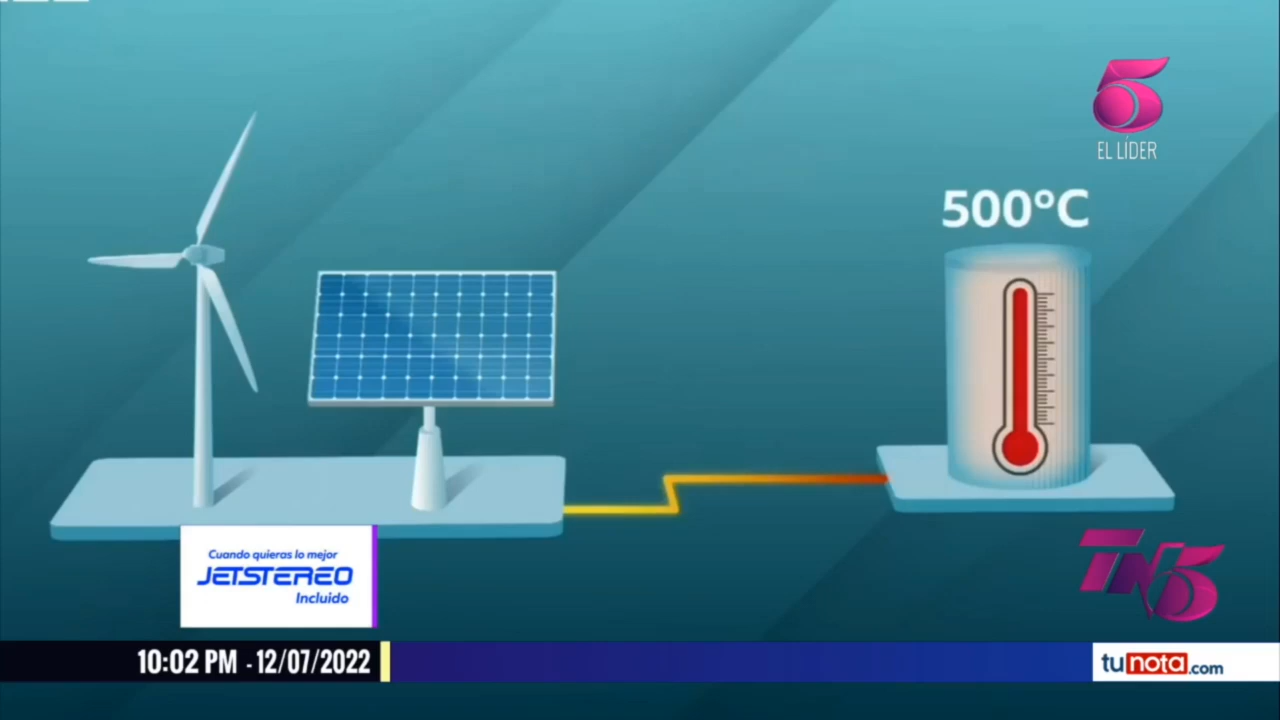 5
EL LÍDER
500°C
Cuando quieras lo mejor
JETSTEREO
Incluido
TN5
10:02 PM - 12/07/2022
tunota.com